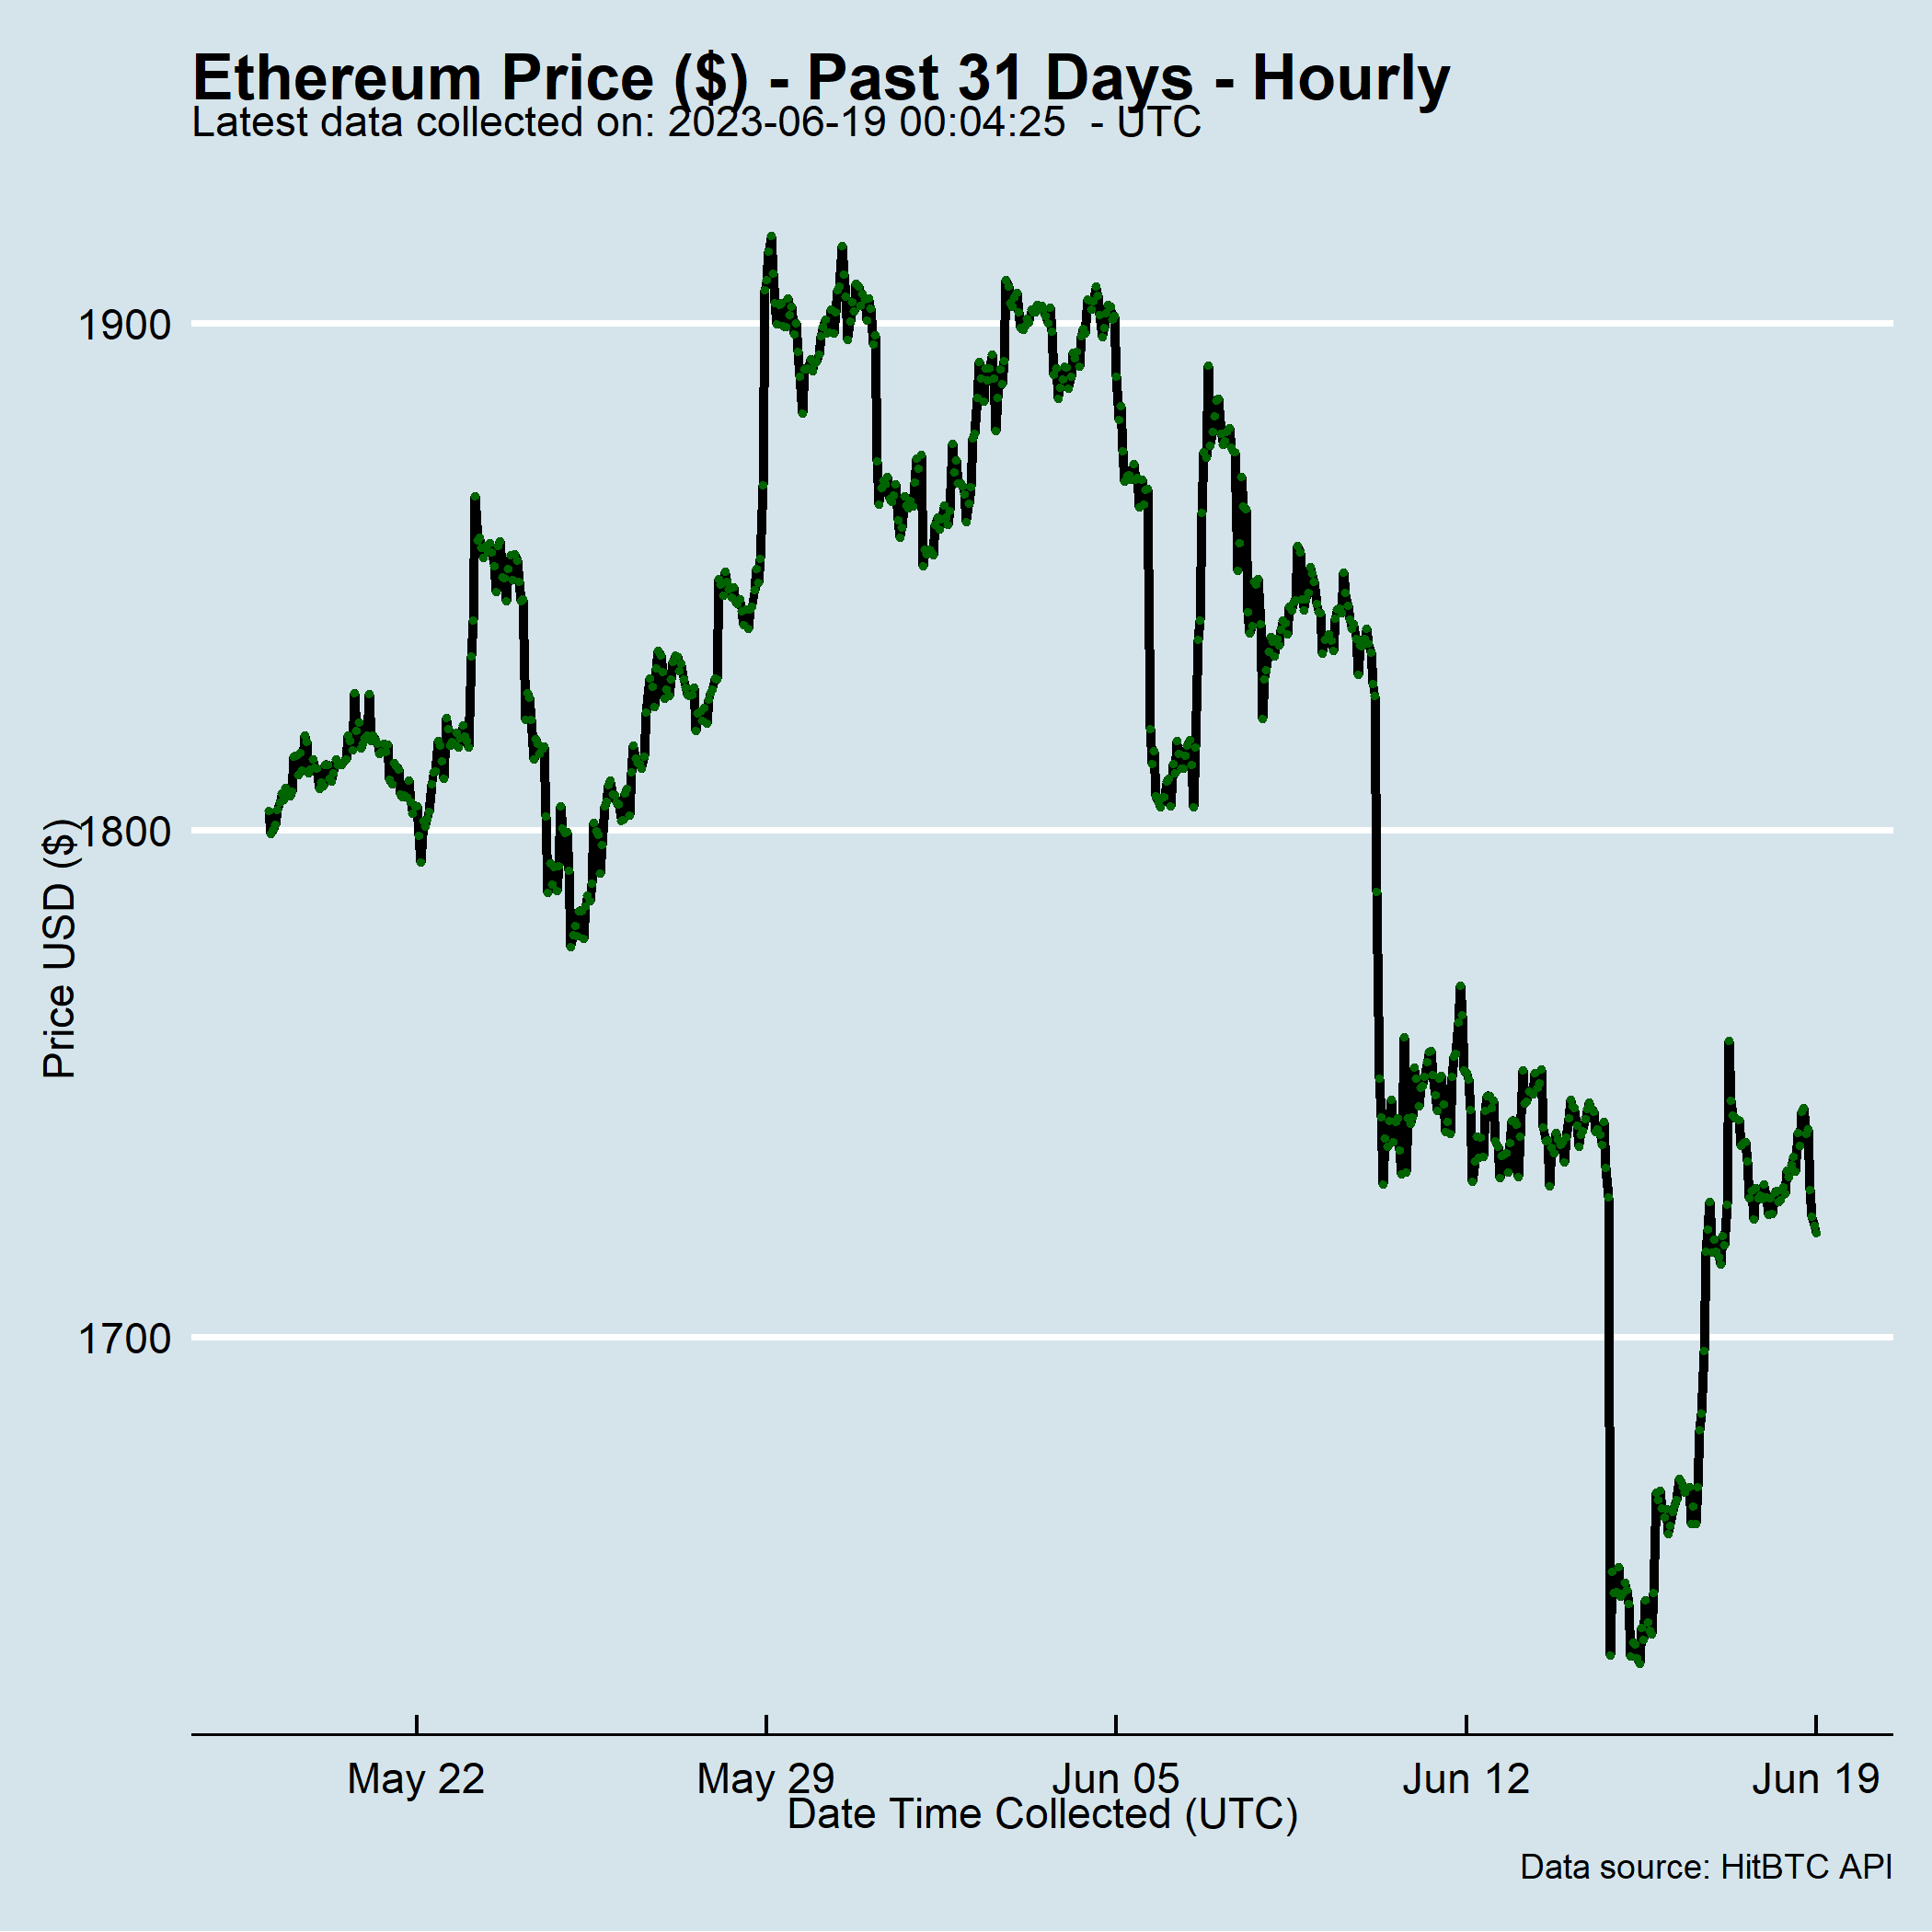 Ethereum Price ($) - Past 31 Days - Hourly
Latest data collected on: 2023-06-19 00:04:25  - UTC
Price USD ($)
1900
1800
1700
May 22
May 29
Jun 05
Jun 12
Jun 19
Date Time Collected (UTC)
Data source: HitBTC API